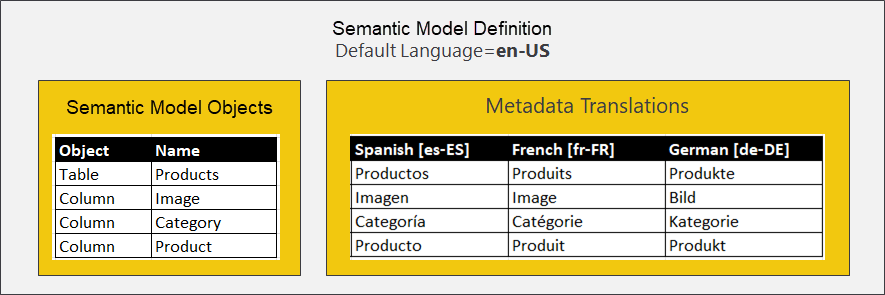 Semantic Model Definition
Default Language=en-US
Semantic Model Objects
Object Name
Table Products
Column Image
Column Category
Column Product
Metadata Translations
Spanish [es-ES] French [fr-FR] German [de-DE]
Productos Produits Produkte
Imagen Image Bild
Categoría Catégorie Kategorie
Producto Produit Produkt